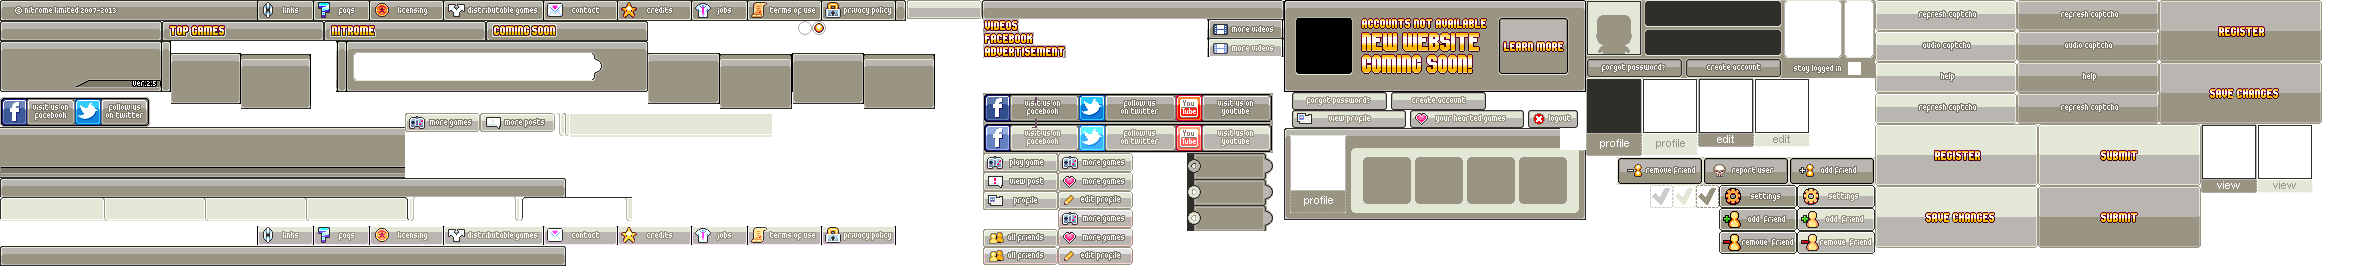 © nitrome limited 2007-2013
links
faqs
licensing
distributable games
contact
credits
jobs
terms of use
privacy policy
TOP GAMES
NITROME
COMING SOON
ver.2.5
visit us on facebook
follow us on twitter
more games
more posts
links
faqs
licensing
distributable games
contact
credits
jobs
terms of use
privacy policy
VIDEOS
FACEBOOK
ADVERTISEMENT
more videos
more videos
visit us on facebook
follow us on twitter
You Tube
visit us on youtube
visit us on facebook
follow us on twitter
You Tube
visit us on youtube
play game
more games
view post
more games
profile
edit profile
more games
all friends
more games
all friends
edit profile
ACCOUNTS NOT AVAILABLE
NEW WEBSITE
COMING SOON!
LEARN MORE
forgot password?
create account
view profile
your hearted games
logout
profile
forgot password?
create account
stay logged in
profile
profile
edit
edit
remove friend
report user
add friend
settings
settings
add friend
add friend
remove friend
remove friend
refresh captcha
refresh captcha
audio captcha
audio captcha
help
help
refresh captcha
refresh captcha
REGISTER
SAVE CHANGES
REGISTER
SUBMIT
SAVE CHANGES
SUBMIT
view
view